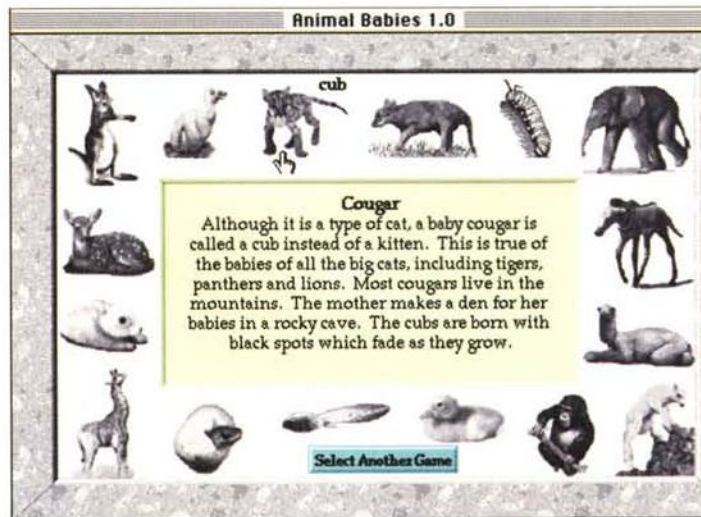 Animal Babies 1.0
cub
Cougar
Although it is a type of cat, a baby cougar is
called a cub instead of a kitten. This is true of
the babies of all the big cats, including tigers,
panthers and lions. Most cougars live in the
mountains. The mother makes a den for her
babies in a rocky cave. The cubs are born with
black spots which fade as they grow.
Select Another Game